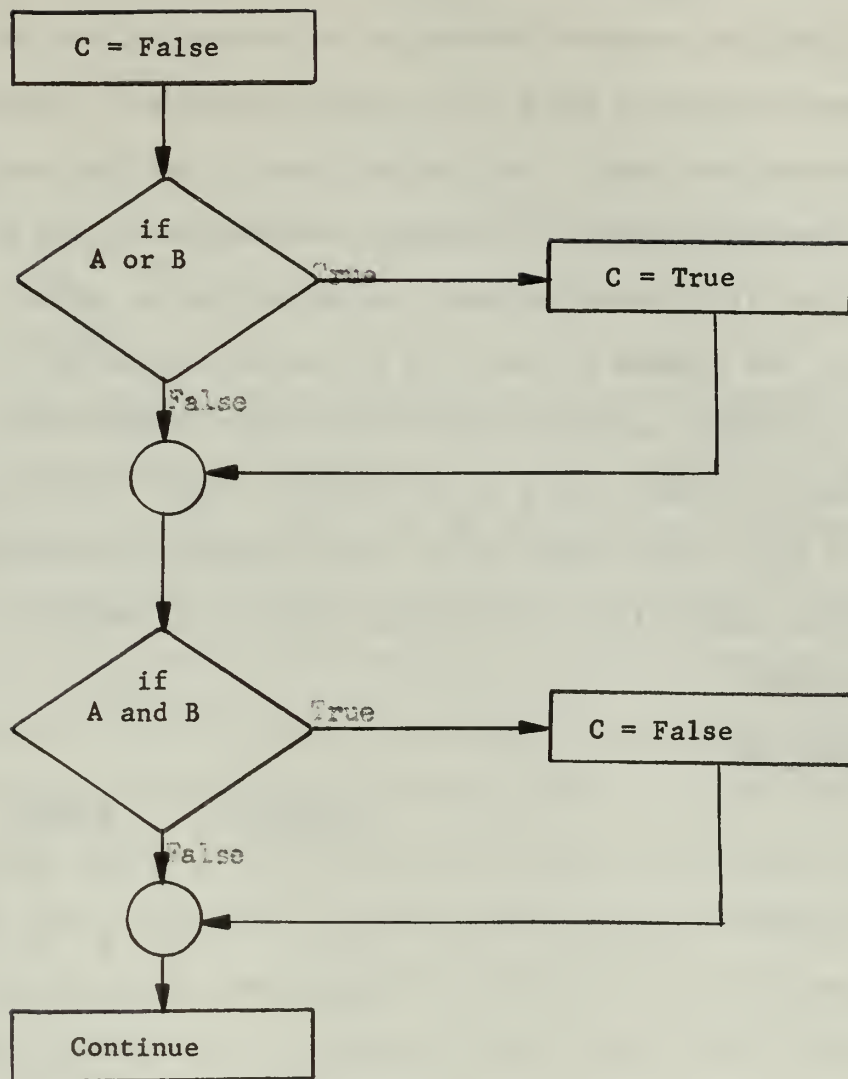 C = False
if
A or B
True
C = True
False
if
A and B
True
C = False
False
Continue